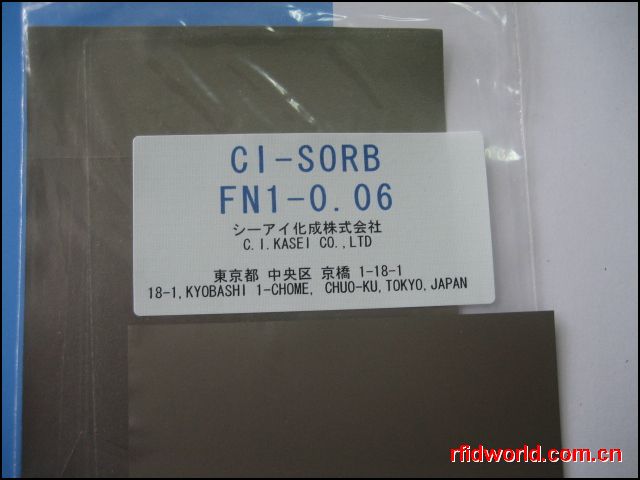 CI-SORB
FN1-0.06
シーアイ化成株式会社
C.I.KASEI CO.,LTD
東京都 中央区 京橋 1-18-1
18-1,KYOBASHI 1-CHOME, CHUO-KU,TOKYO,JAPAN
rfidworld.com.cn